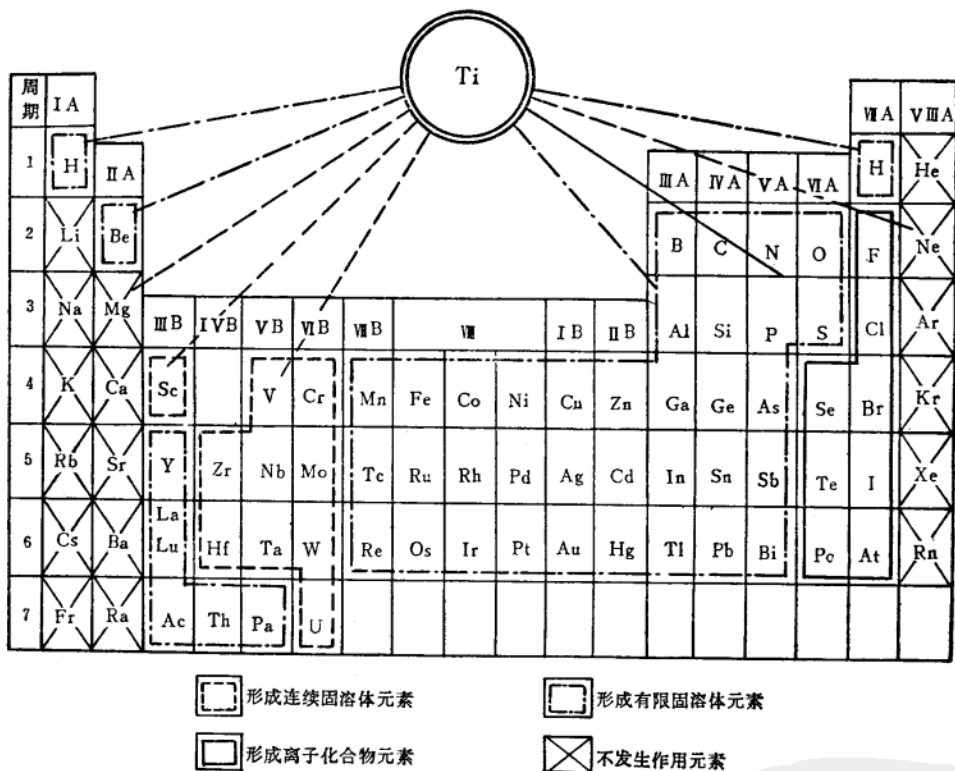 Ti
周期 I A VII A VIII A
1 H II A III A IV A V A VI A H He
2 Li Be B C N O F Ne
3 Na Mg III B IVB VB VIB VII B VIII I B II B Al Si P S Cl Ar
4 K Ca Sc V Cr Mn Fe Co Ni Cu Zn Ga Ge As Se Br Kr
5 Rb Sr Y Zr Nb Mo Tc Ru Rh Pd Ag Cd In Sn Sb Te I Xe
6 Cs Ba La Lu Hf Ta W Re Os Ir Pt Au Hg Tl Pb Bi Po At Rn
7 Fr Ra Ac Th Pa U
形成连续固溶体元素 形成有限固溶体元素
形成离子化合物元素 不发生作用元素